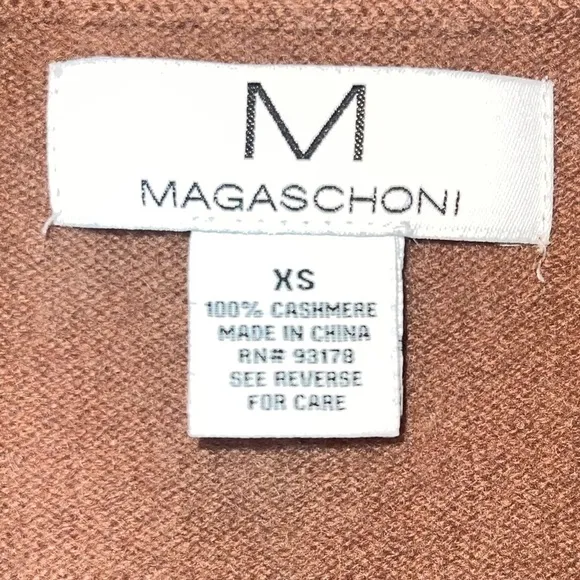 M
MAGASCHONI
XS
100% CASHMERE
MADE IN CHINA
RN# 93178
SEE REVERSE
FOR CARE